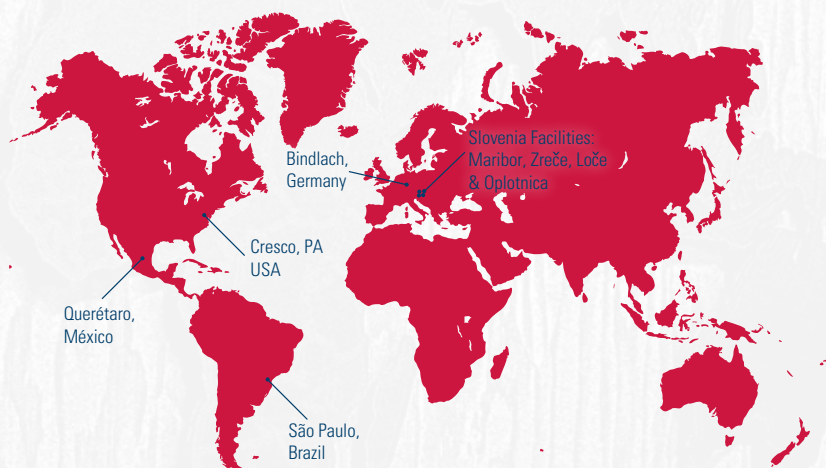 Slovenia Facilities:
Maribor, Zreče, Loče
& Oplotnica
Bindlach,
Germany
Cresco, PA
USA
Querétaro,
México
São Paulo,
Brazil